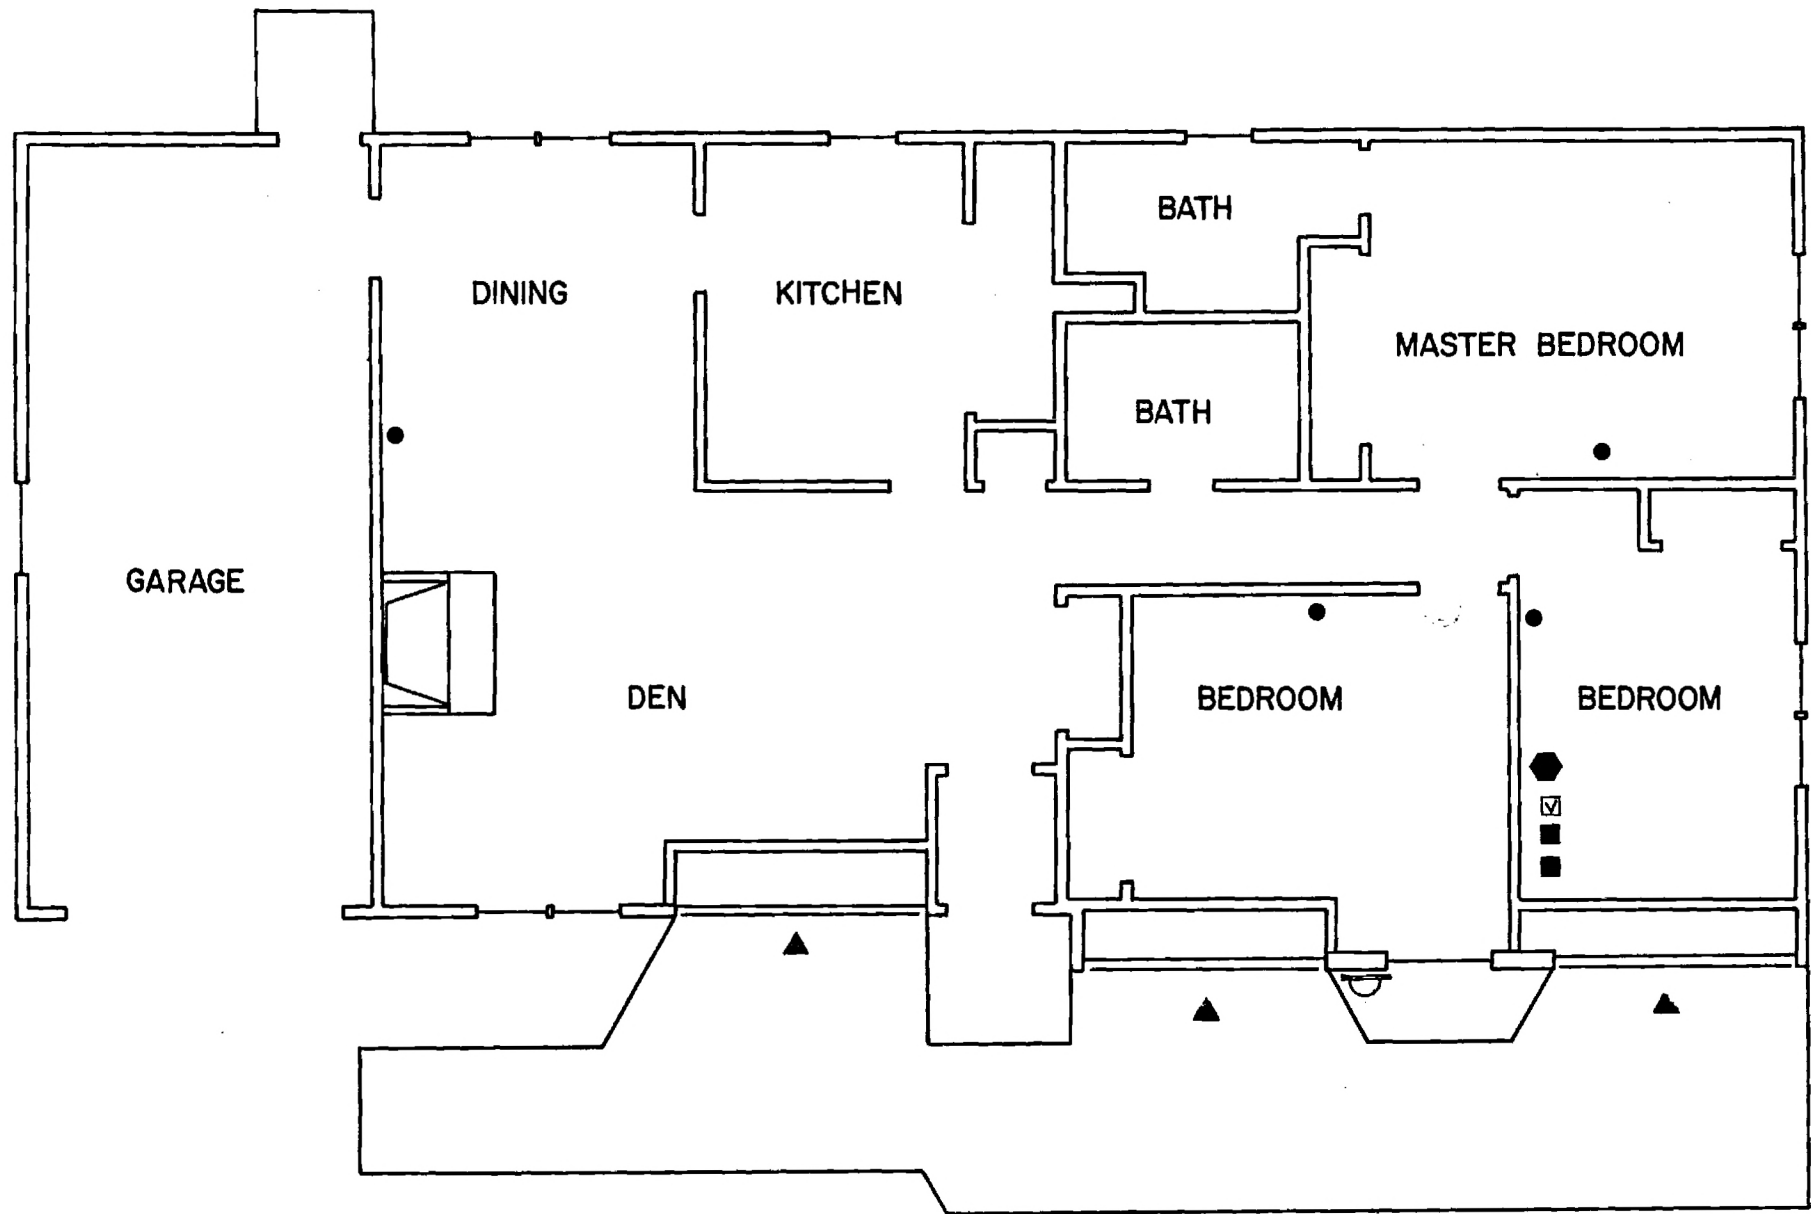 BATH
DINING
KITCHEN
MASTER BEDROOM
BATH
GARAGE
DEN
BEDROOM
BEDROOM